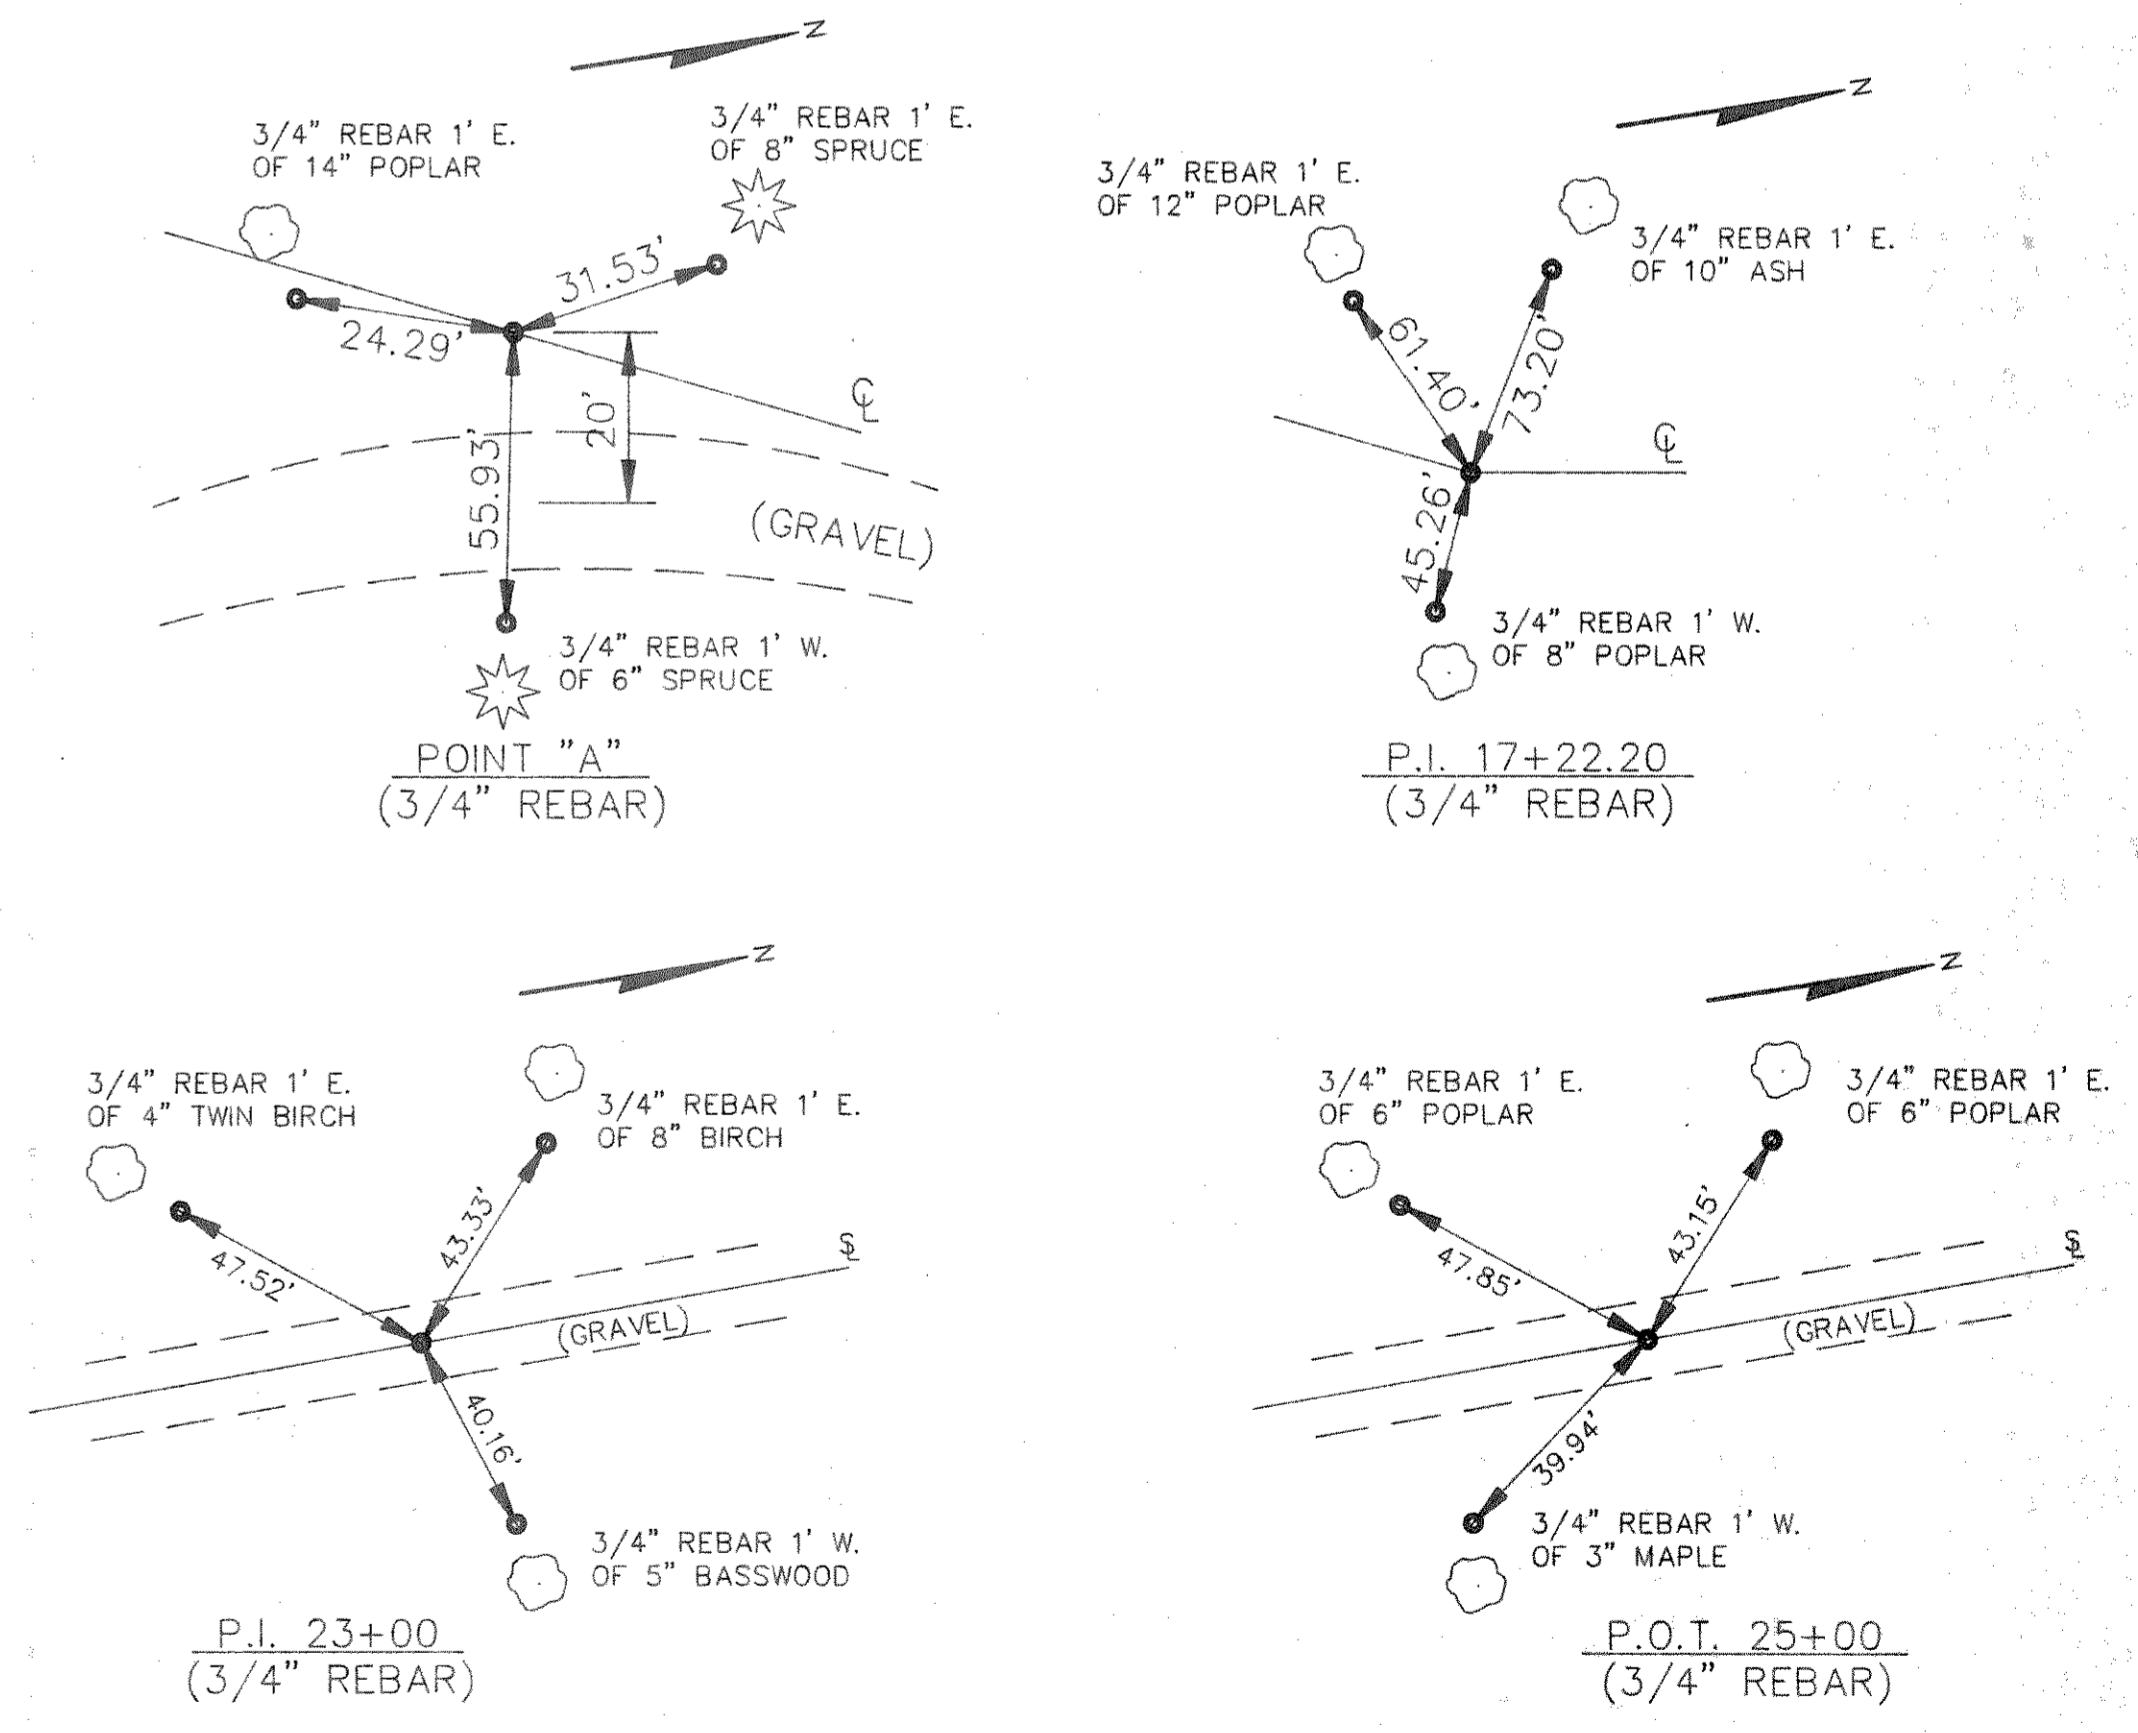 N
3/4" REBAR 1' E.
OF 14" POPLAR
3/4" REBAR 1' E.
OF 8" SPRUCE
31.53'
24.29'
20'
55.93'
℄
(GRAVEL)
3/4" REBAR 1' W.
OF 6" SPRUCE
POINT "A"
(3/4" REBAR)
N
3/4" REBAR 1' E.
OF 12" POPLAR
3/4" REBAR 1' E.
OF 10" ASH
61.40'
73.20'
45.26'
℄
3/4" REBAR 1' W.
OF 8" POPLAR
P.I. 17+22.20
(3/4" REBAR)
N
3/4" REBAR 1' E.
OF 4" TWIN BIRCH
3/4" REBAR 1' E.
OF 8" BIRCH
47.52'
43.33'
SL
(GRAVEL)
40.16'
3/4" REBAR 1' W.
OF 5" BASSWOOD
P.I. 23+00
(3/4" REBAR)
N
3/4" REBAR 1' E.
OF 6" POPLAR
3/4" REBAR 1' E.
OF 6" POPLAR
47.85'
43.15'
SL
(GRAVEL)
39.94'
3/4" REBAR 1' W.
OF 3" MAPLE
P.O.T. 25+00
(3/4" REBAR)